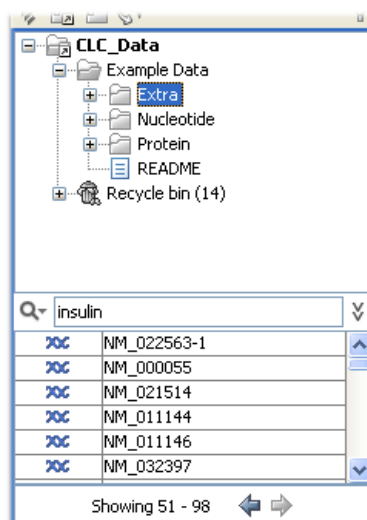 CLC_Data
Example Data
Extra
Nucleotide
Protein
README
Recycle bin (14)
insulin
NM_022563-1
NM_000055
NM_021514
NM_011144
NM_011146
NM_032397
Showing 51 - 98